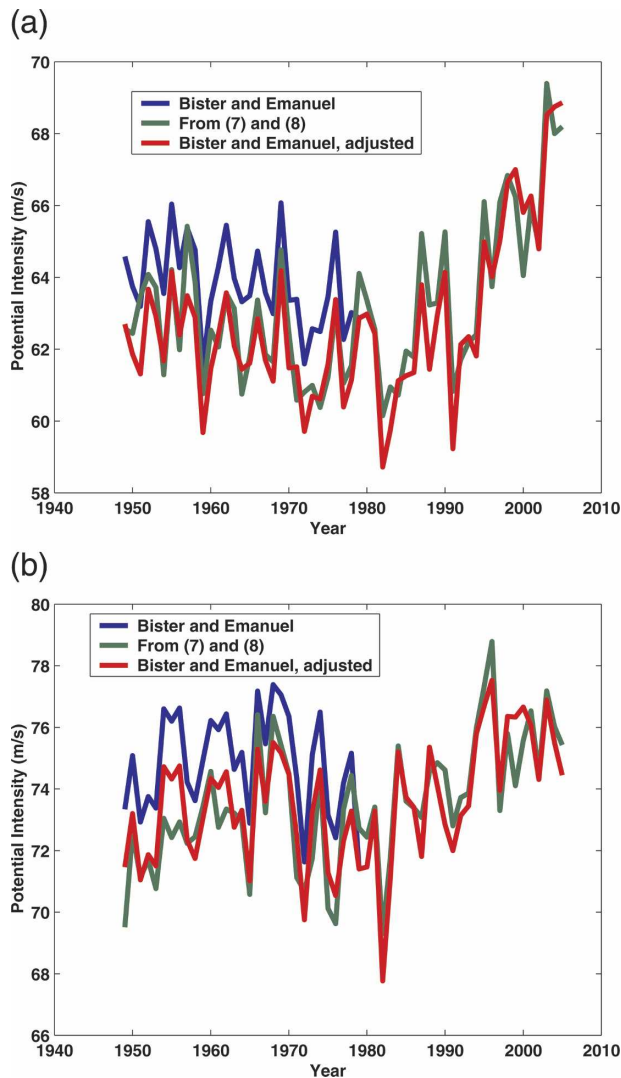 (a)
70
68
66
64
62
60
58
Potential Intensity (m/s)
Bister and Emanuel
From (7) and (8)
Bister and Emanuel, adjusted
1940 1950 1960 1970 1980 1990 2000 2010
Year
(b)
80
78
76
74
72
70
68
66
Potential Intensity (m/s)
Bister and Emanuel
From (7) and (8)
Bister and Emanuel, adjusted
1940 1950 1960 1970 1980 1990 2000 2010
Year